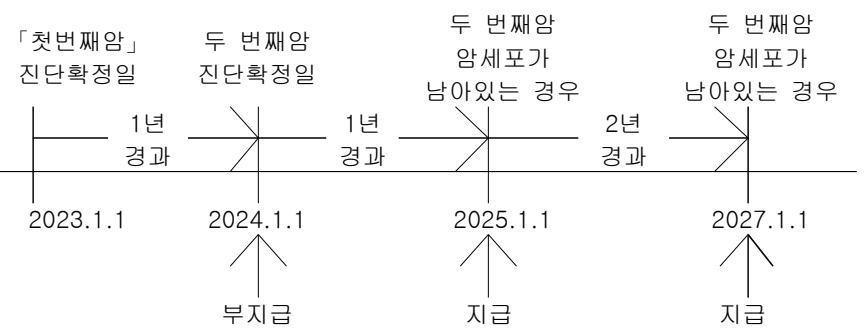 「첫번째암」
진단확정일
두 번째암
진단확정일
두 번째암
암세포가
남아있는 경우
두 번째암
암세포가
남아있는 경우
1년
경과
1년
경과
2년
경과
2023.1.1
2024.1.1
2025.1.1
2027.1.1
부지급
지급
지급